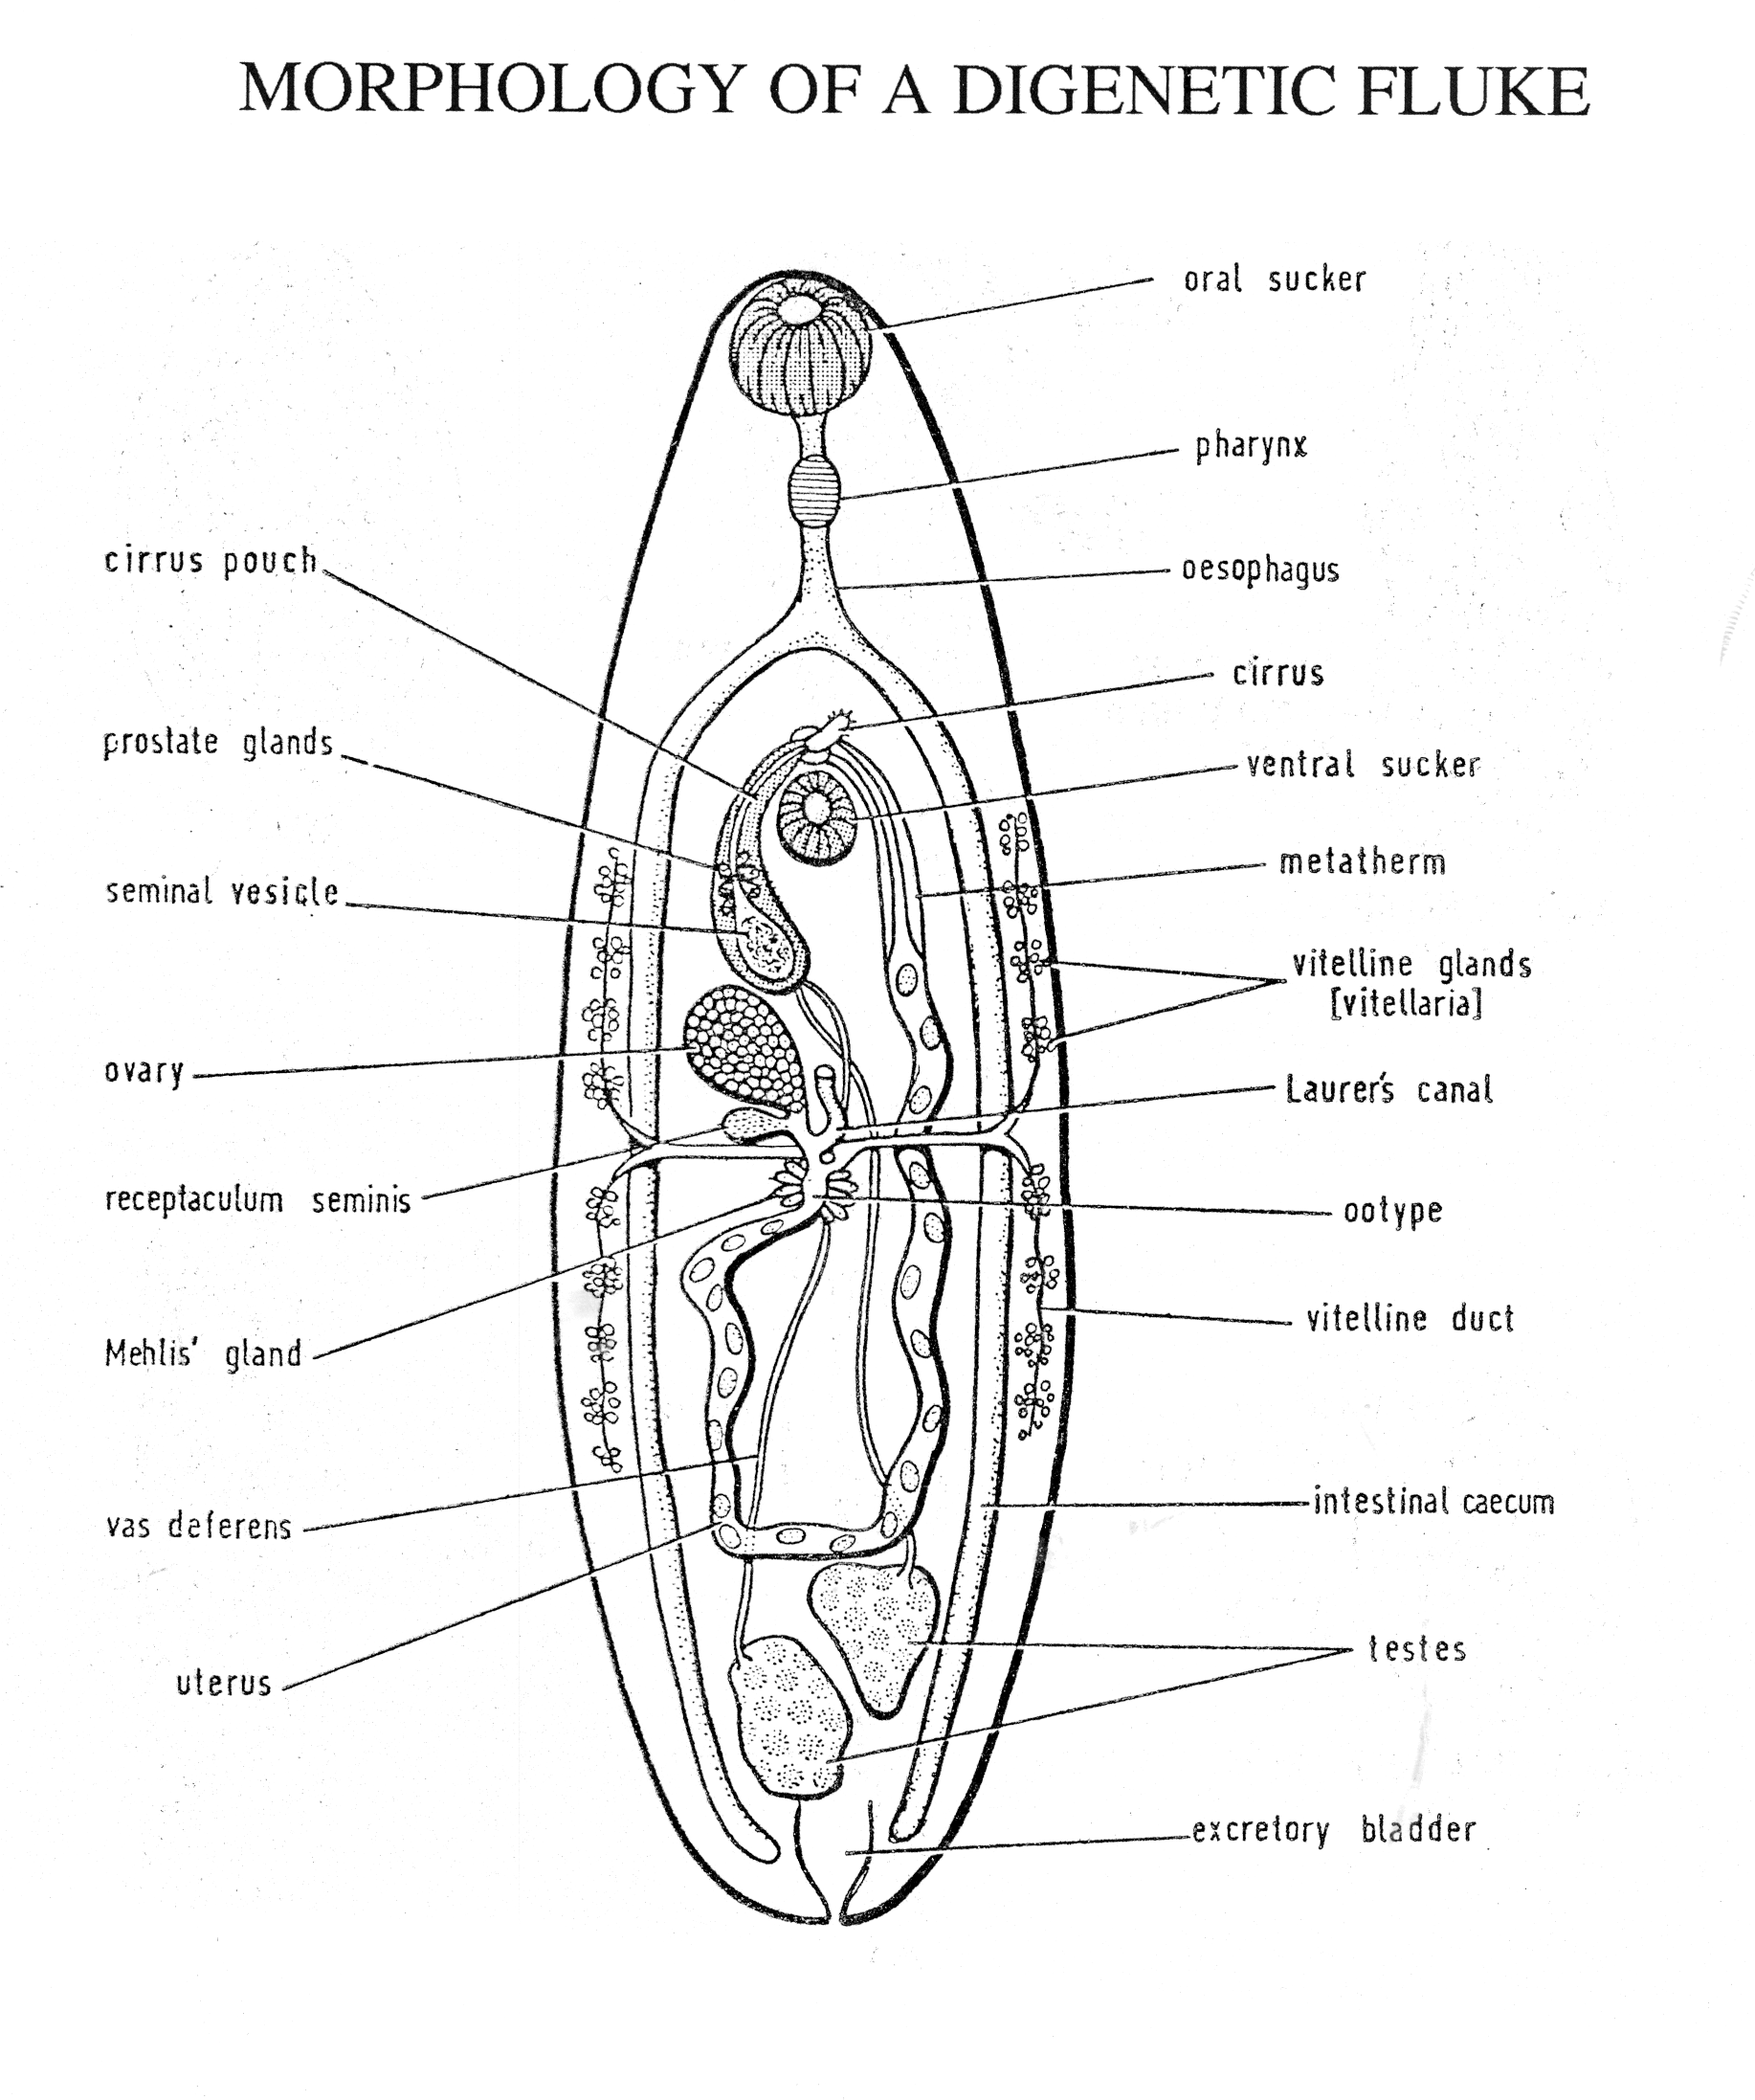 MORPHOLOGY OF A DIGENETIC FLUKE
oral sucker
pharynx
cirrus pouch
oesophagus
cirrus
prostate glands
ventral sucker
metatherm
seminal vesicle
vitelline glands
[vitellaria]
ovary
Laurer's canal
receptaculum seminis
ootype
vitelline duct
Mehlis' gland
intestinal caecum
vas deferens
testes
uterus
excretory bladder